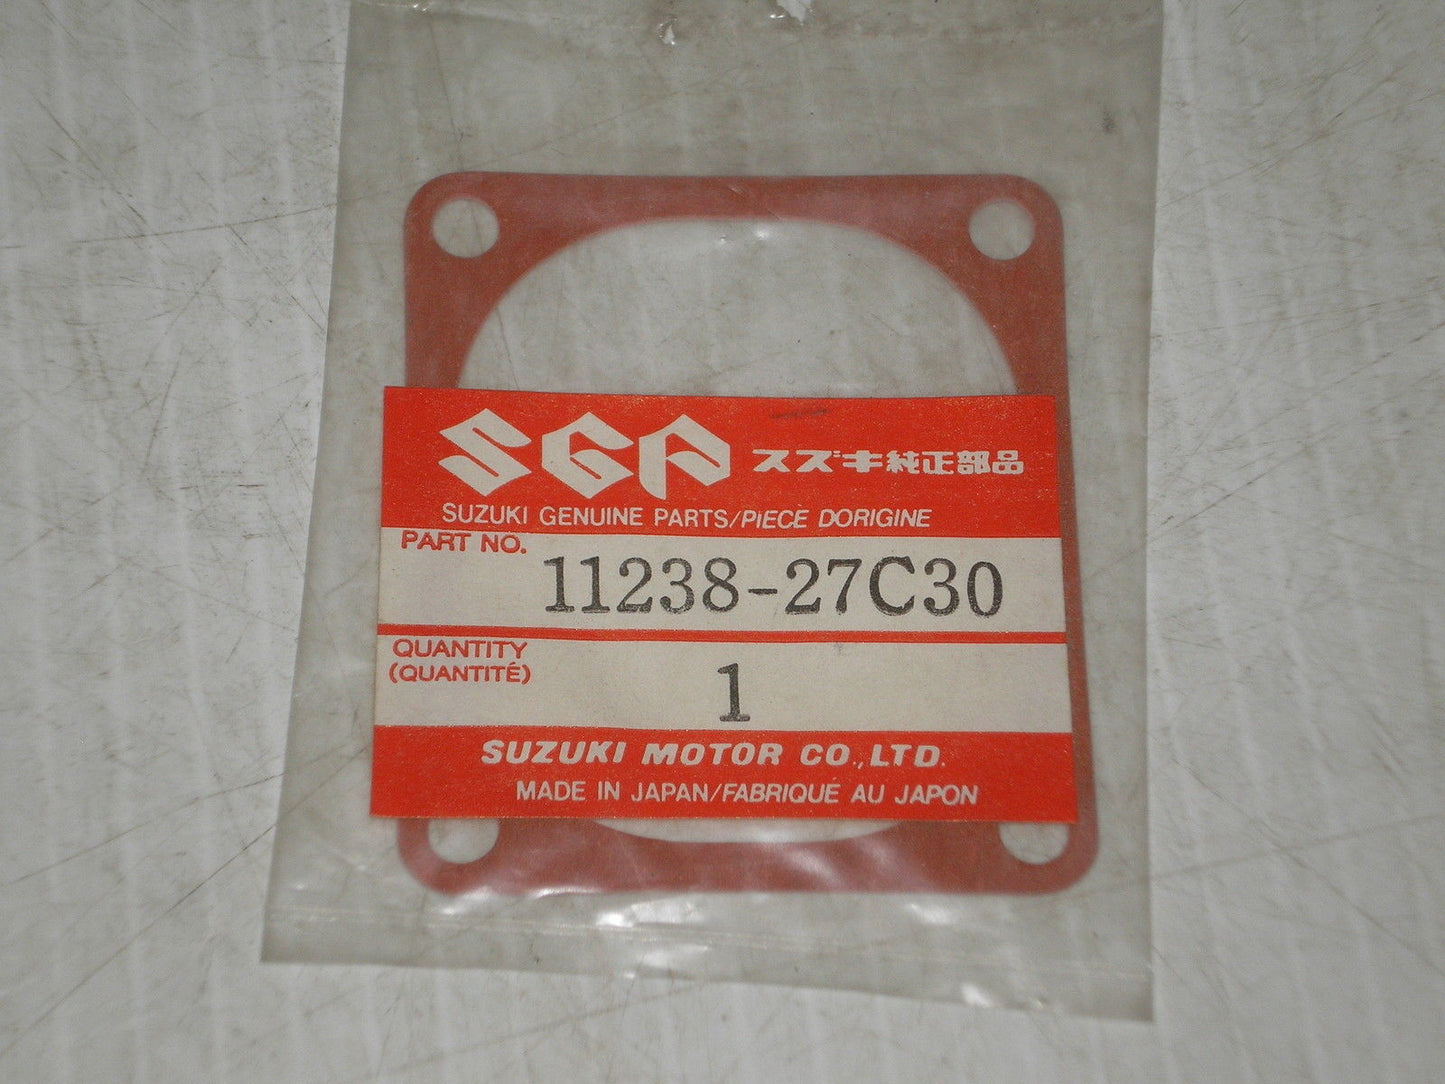 SGP スズキ純正部品
SUZUKI GENUINE PARTS/PIECE DORIGINE
PART NO. 11238-27C30
QUANTITY
(QUANTITÉ) 1
SUZUKI MOTOR CO.,LTD.
MADE IN JAPAN/FABRIQUÉ AU JAPON